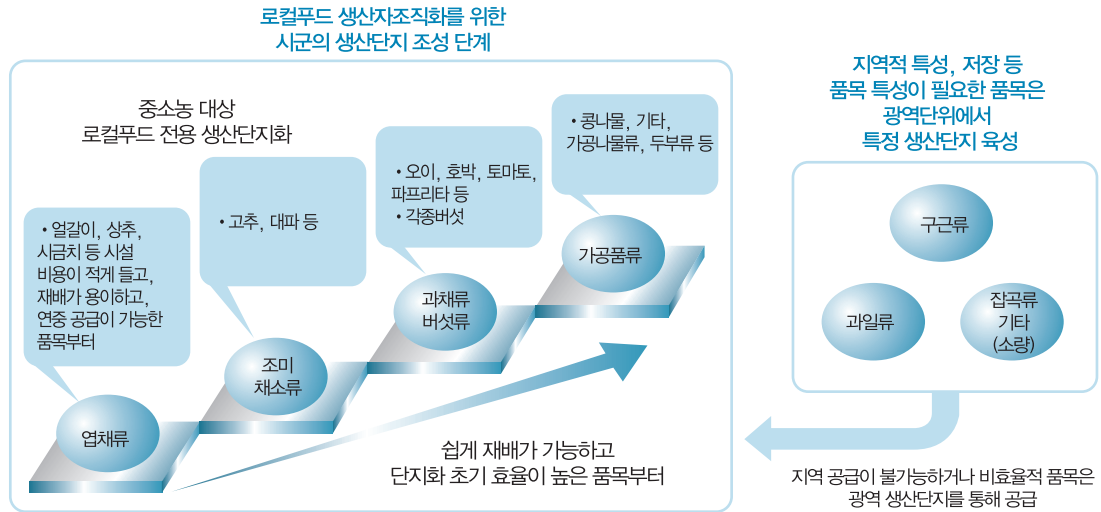 로컬푸드 생산자조직화를 위한
시군의 생산단지 조성 단계
중소농 대상
로컬푸드 전용 생산단지화
• 얼갈이, 상추,
시금치 등 시설
비용이 적게 들고,
재배가 용이하고,
연중 공급이 가능한
품목부터
• 고추, 대파 등
• 오이, 호박, 토마토,
파프리타 등
• 각종버섯
• 콩나물, 기타,
가공나물류, 두부류 등
엽채류
조미
채소류
과채류
버섯류
가공품류
쉽게 재배가 가능하고
단지화 초기 효율이 높은 품목부터
지역적 특성, 저장 등
품목 특성이 필요한 품목은
광역단위에서
특정 생산단지 육성
구근류
과일류
잡곡류
기타
(소량)
지역 공급이 불가능하거나 비효율적 품목은
광역 생산단지를 통해 공급